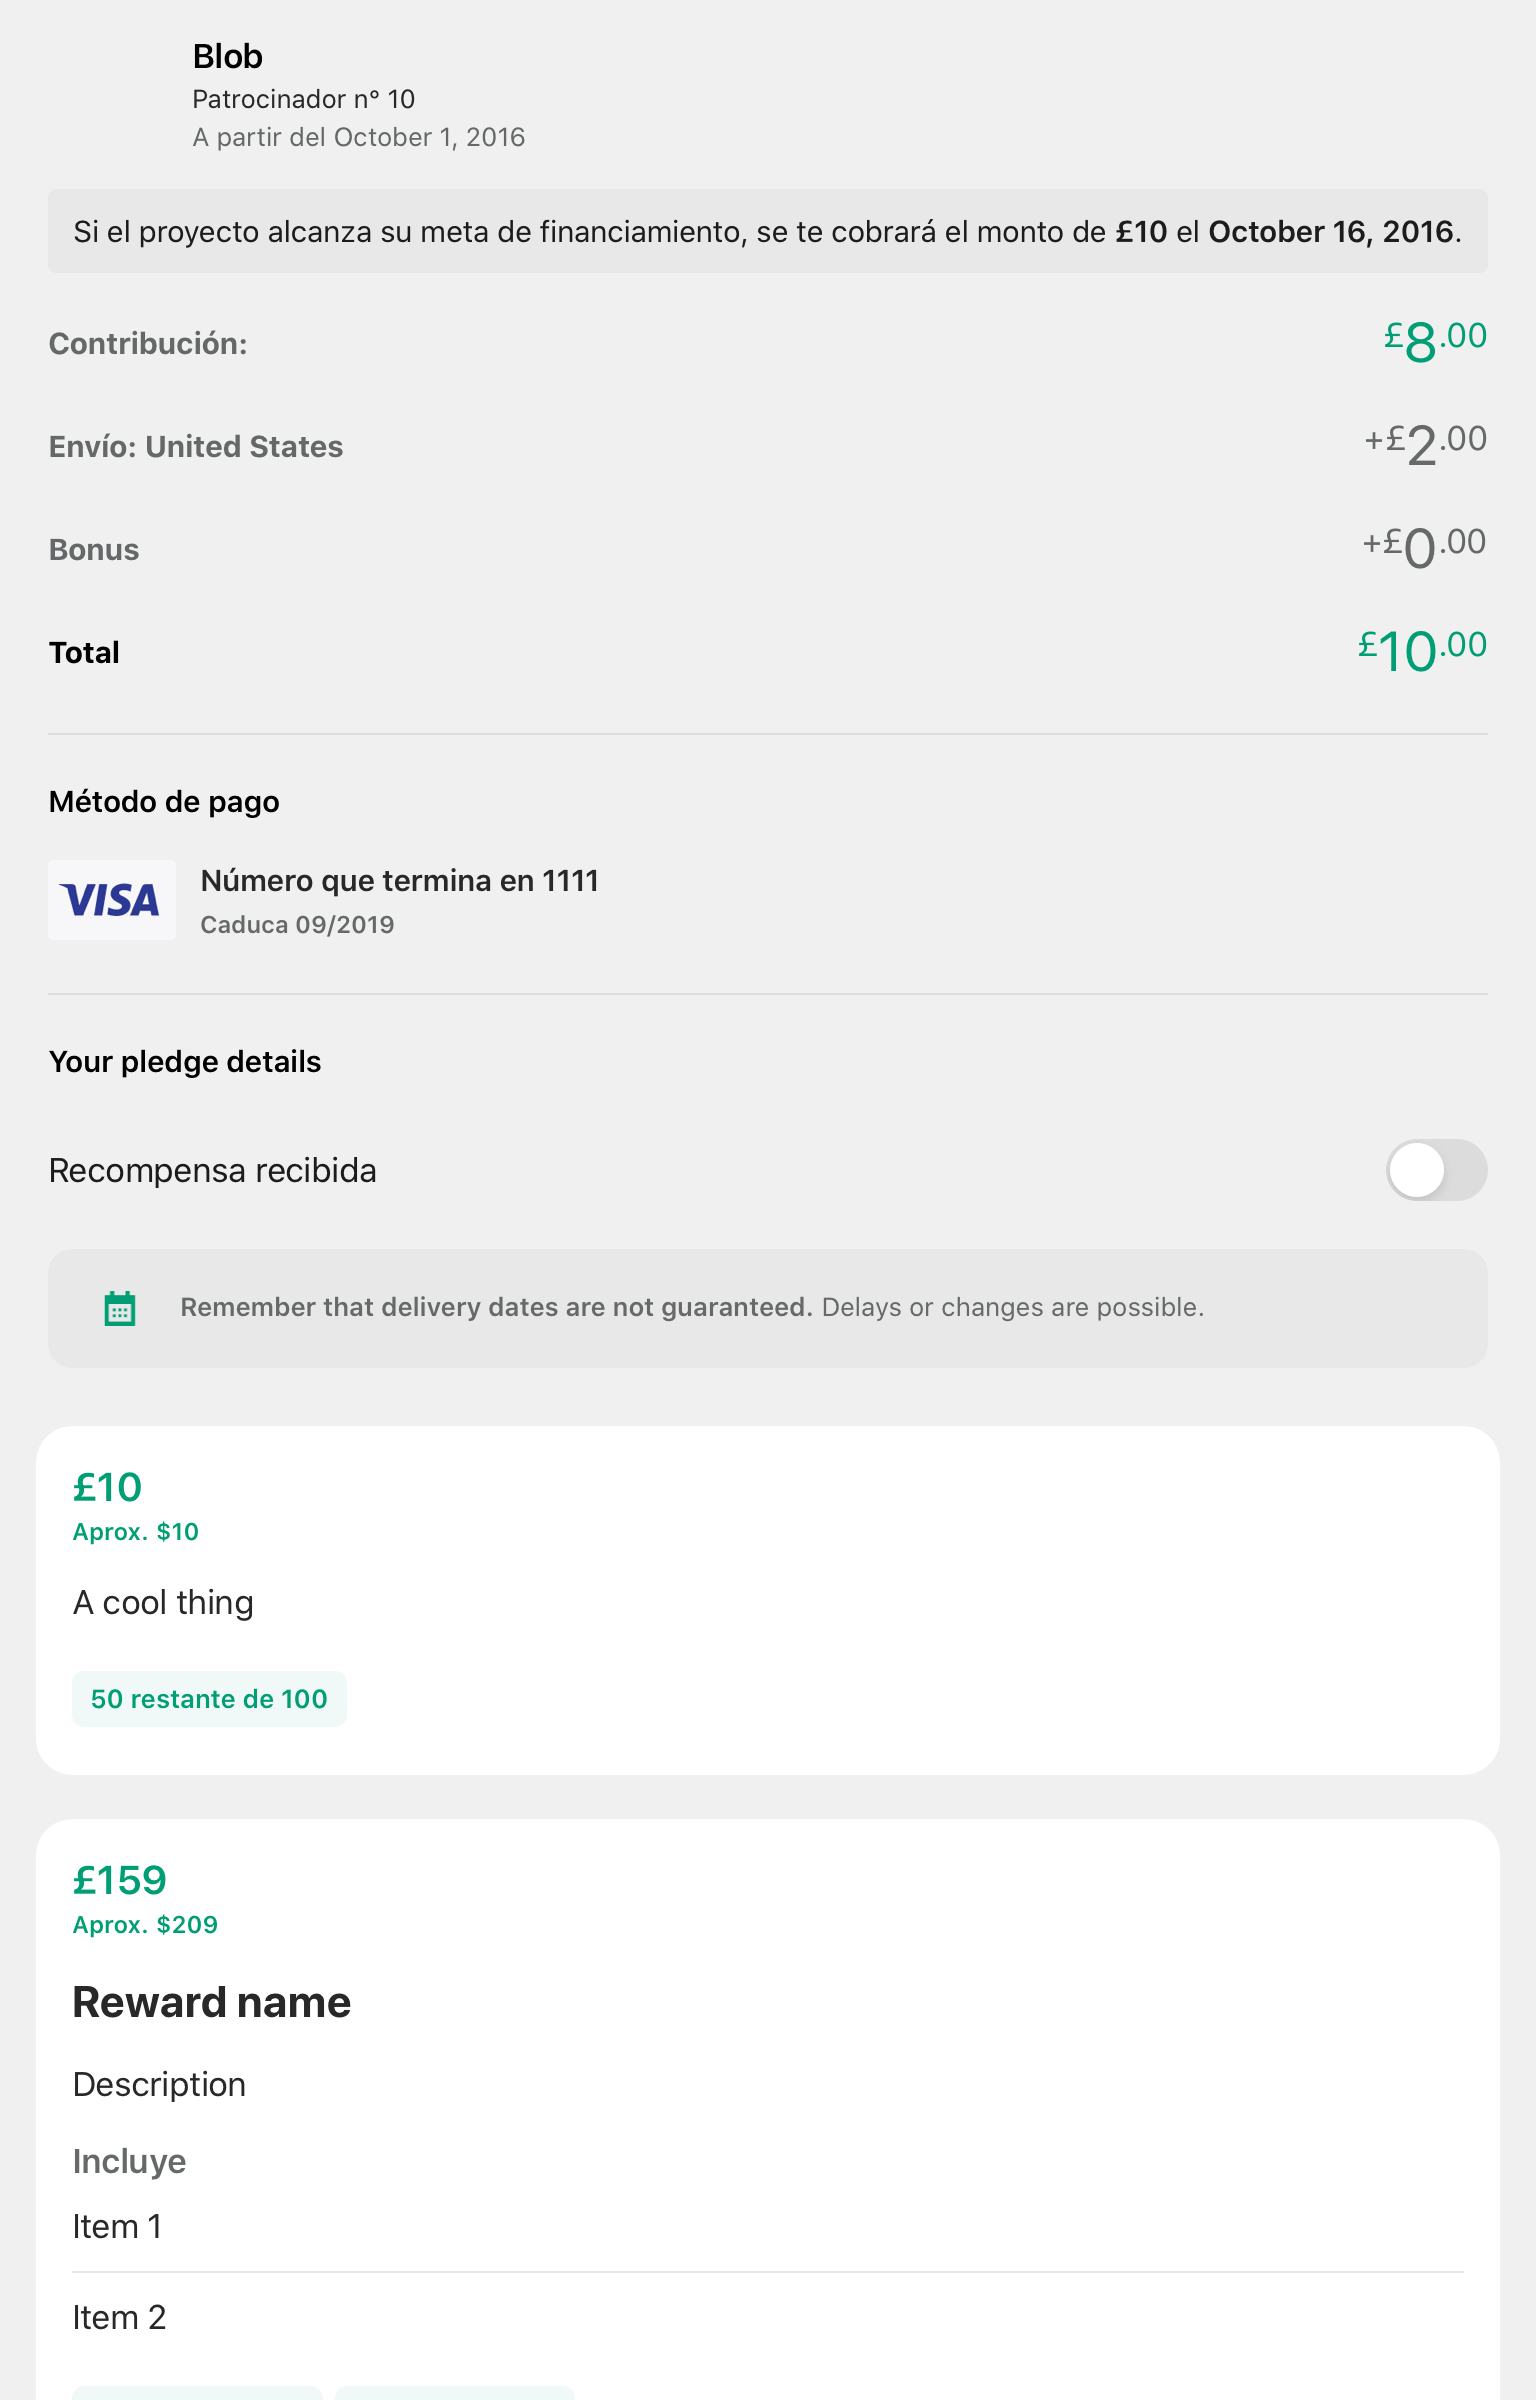 Blob
Patrocinador nº 10
A partir del October 1, 2016
Si el proyecto alcanza su meta de financiamiento, se te cobrará el monto de £10 el October 16, 2016.
Contribución: £8.00
Envío: United States +£2.00
Bonus +£0.00
Total £10.00
Método de pago
VISA
Número que termina en 1111
Caduca 09/2019
Your pledge details
Recompensa recibida
Remember that delivery dates are not guaranteed. Delays or changes are possible.
£10
Aprox. $10
A cool thing
50 restante de 100
£159
Aprox. $209
Reward name
Description
Incluye
Item 1
Item 2